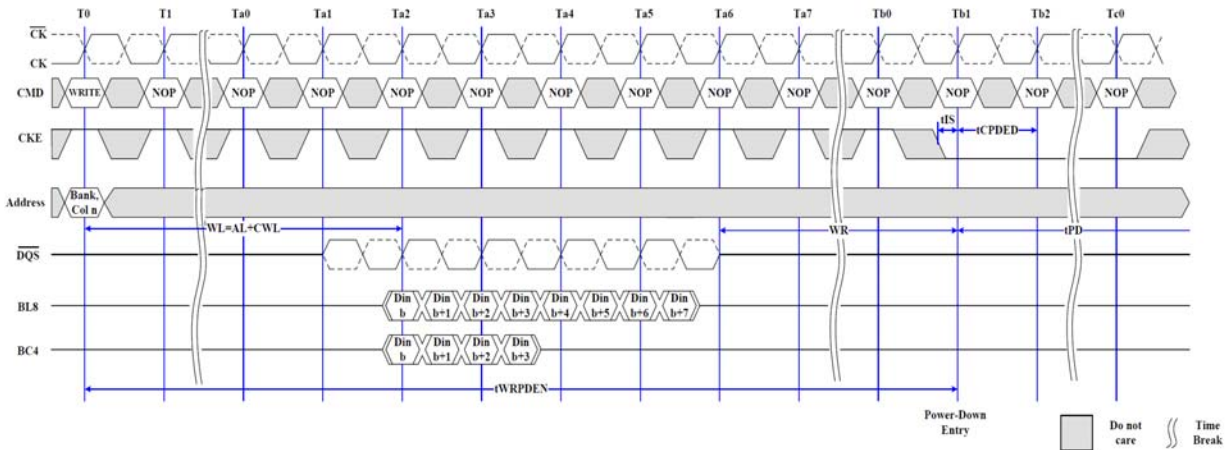 T0 T1 Ta0 Ta1 Ta2 Ta3 Ta4 Ta5 Ta6 Ta7 Tb0 Tb1 Tb2 Tc0
CK
CK
CMD WRITE NOP NOP NOP NOP NOP NOP NOP NOP NOP NOP NOP NOP NOP
tIS tCPDED
CKE
Address Bank, Col n
WL=AL+CWL WR tPD
DQS
BL8 Din b Din b+1 Din b+2 Din b+3 Din b+4 Din b+5 Din b+6 Din b+7
BC4 Din b Din b+1 Din b+2 Din b+3
tWRPDEN
Power-Down
Entry
Do not
care
Time
Break